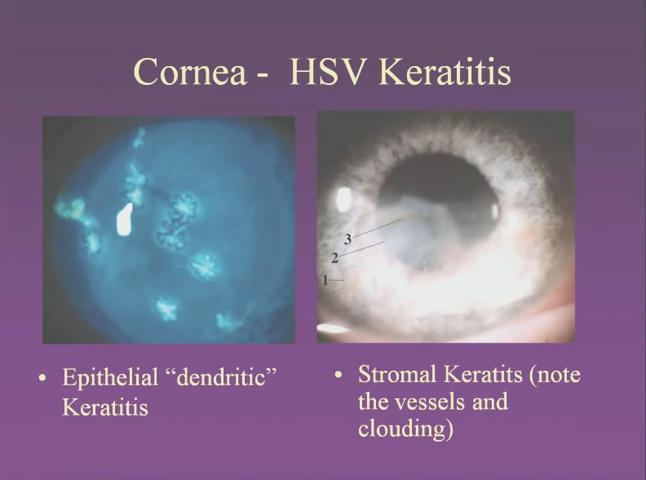 Cornea - HSV Keratitis
3
2
1
• Epithelial “dendritic”
Keratitis
• Stromal Keratits (note
the vessels and
clouding)